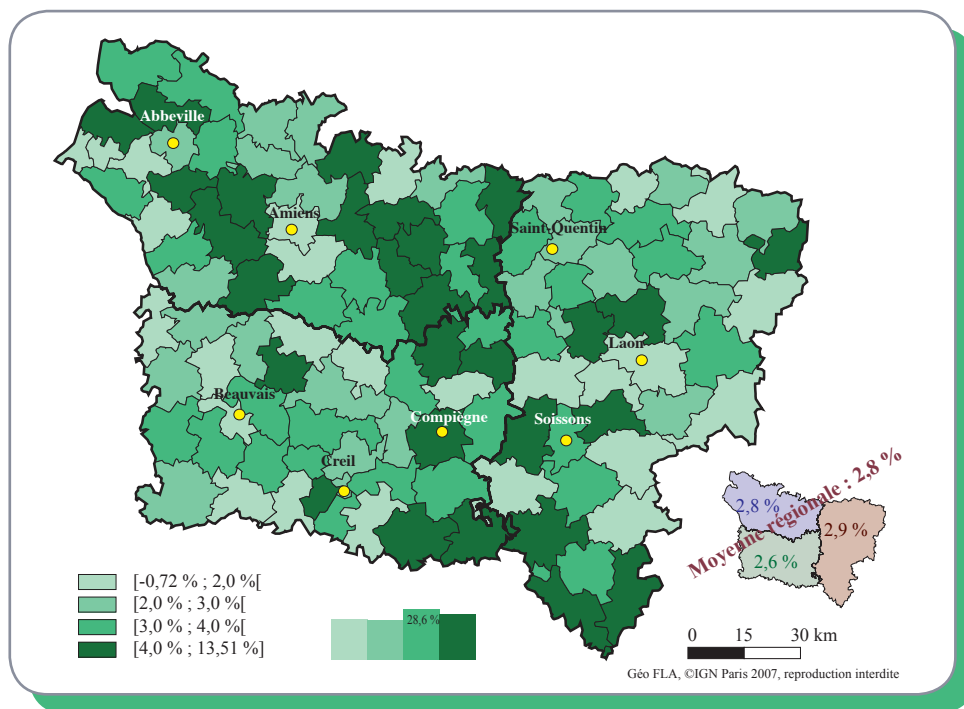 Abbeville
Amiens
Saint-Quentin
Laon
Beauvais
Compiègne
Soissons
Creil
Moyenne régionale : 2,8 %
2,8 %
2,9 %
2,6 %
[-0,72 % ; 2,0 %[
[2,0 % ; 3,0 %[
[3,0 % ; 4,0 %[
[4,0 % ; 13,51 %]
28,6 %
0 15 30 km
Géo FLA, ©IGN Paris 2007, reproduction interdite